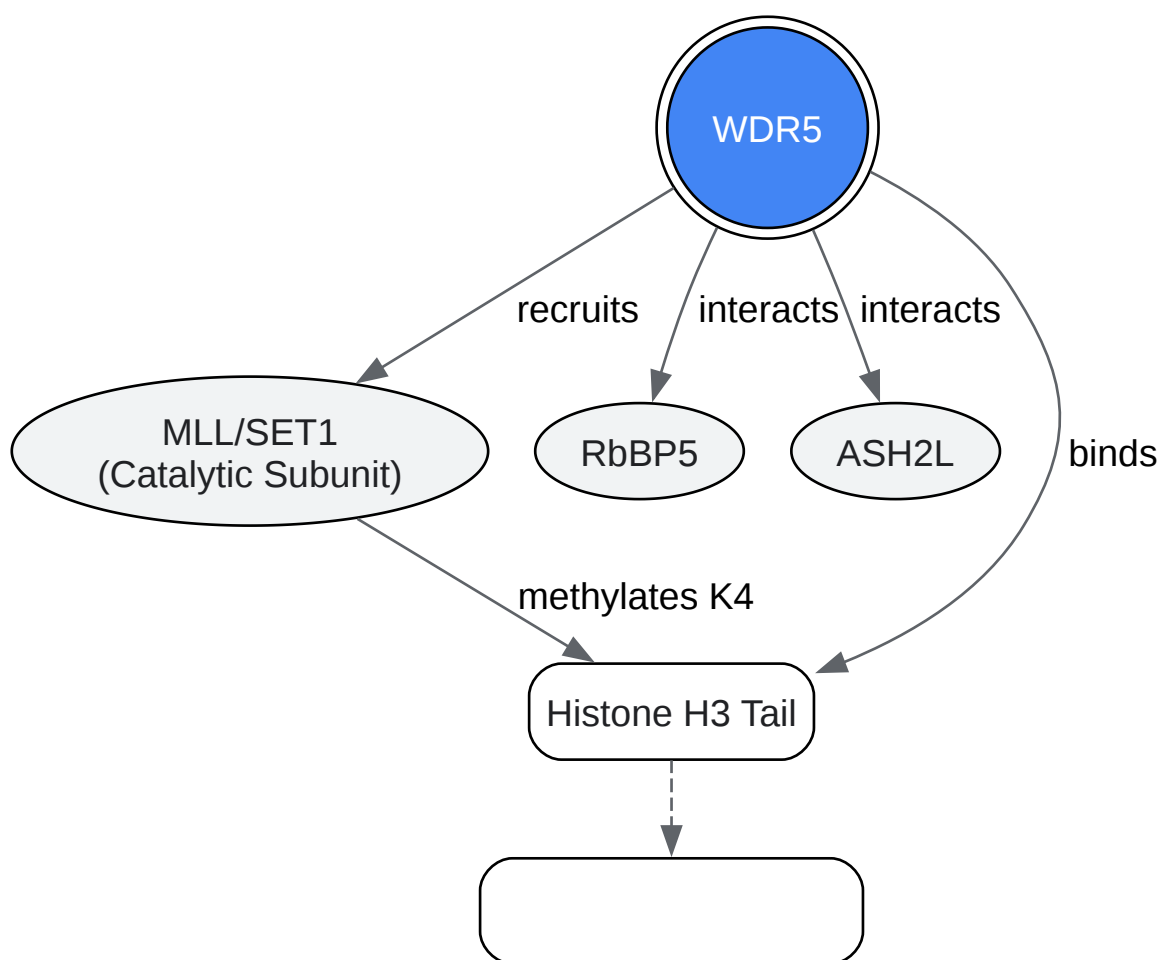 WDR5
recruits
interacts
interacts
MLL/SET1
(Catalytic Subunit)
RbBP5
ASH2L
binds
methylates K4
Histone H3 Tail